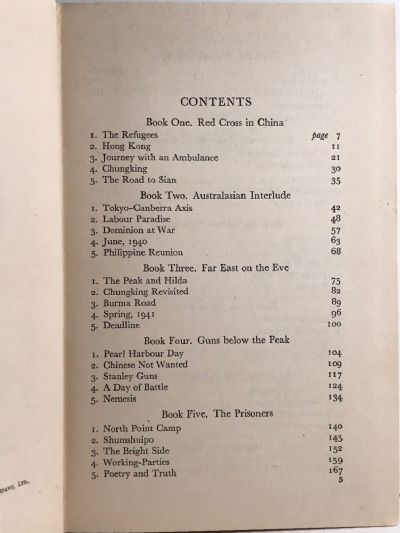 CONTENTS
Book One. Red Cross in China
1. The Refugees page 7
2. Hong Kong 11
3. Journey with an Ambulance 21
4. Chungking 30
5. The Road to Sian 35
Book Two. Australasian Interlude
1. Tokyo–Canberra Axis 42
2. Labour Paradise 48
3. Dominion at War 57
4. June, 1940 63
5. Philippine Reunion 68
Book Three. Far East on the Eve
1. The Peak and Hilda 75
2. Chungking Revisited 82
3. Burma Road 89
4. Spring, 1941 96
5. Deadline 100
Book Four. Guns below the Peak
1. Pearl Harbour Day 104
2. Chinese Not Wanted 109
3. Stanley Guns 117
4. A Day of Battle 124
5. Nemesis 134
Book Five. The Prisoners
1. North Point Camp 140
2. Shumshuipo 145
3. The Bright Side 152
4. Working-Parties 159
5. Poetry and Truth 167
5
LTD.